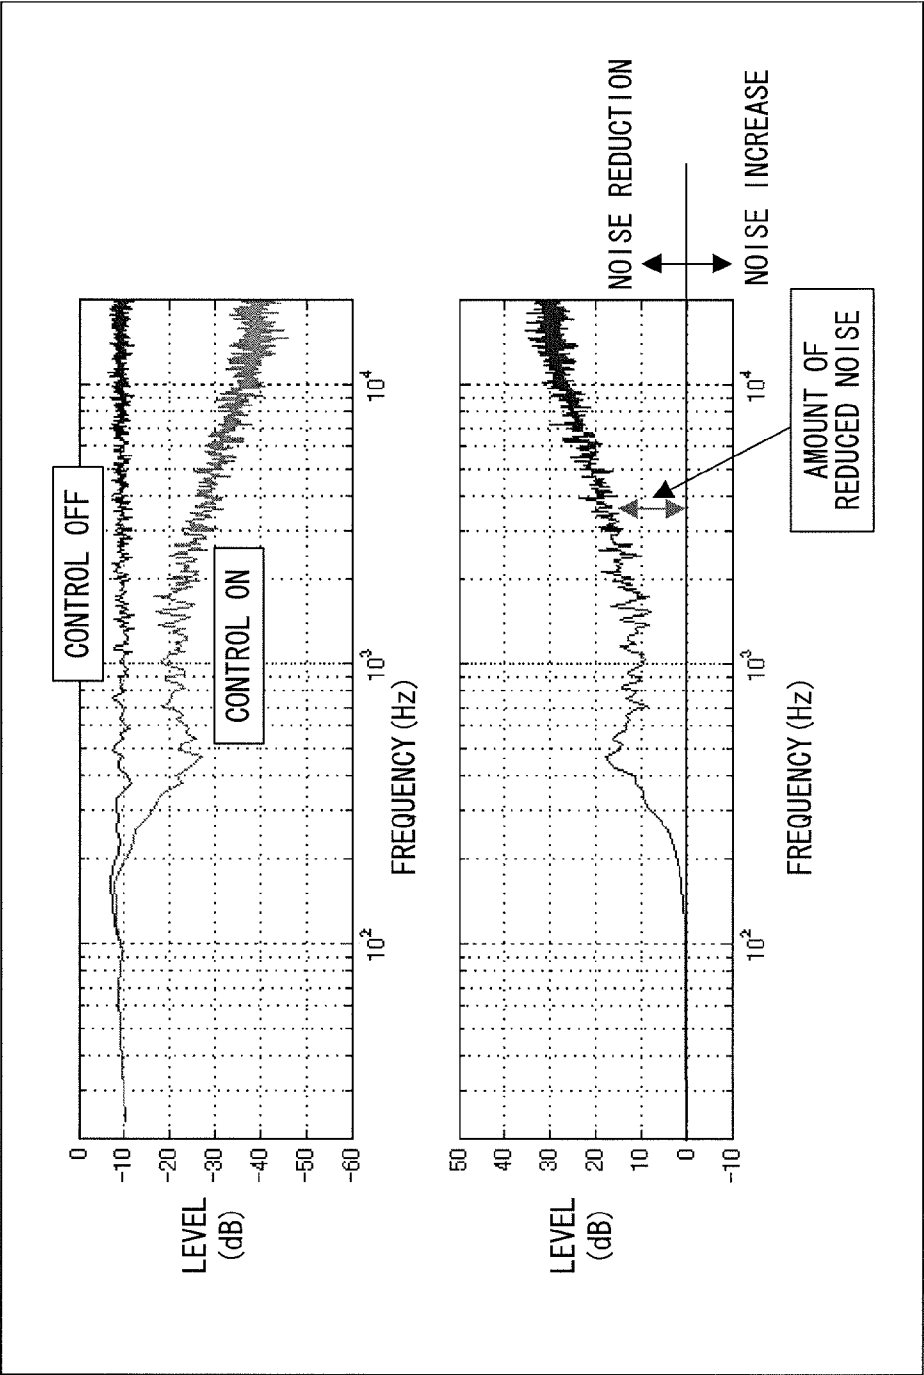 CONTROL OFF
0
-10
-20
-30
-40
-50
-60
LEVEL
(dB)
CONTROL ON
10²
10³
10⁴
FREQUENCY (Hz)
50
40
30
20
10
0
-10
LEVEL
(dB)
NOISE REDUCTION
NOISE INCREASE
10²
10³
10⁴
FREQUENCY (Hz)
AMOUNT OF
REDUCED NOISE